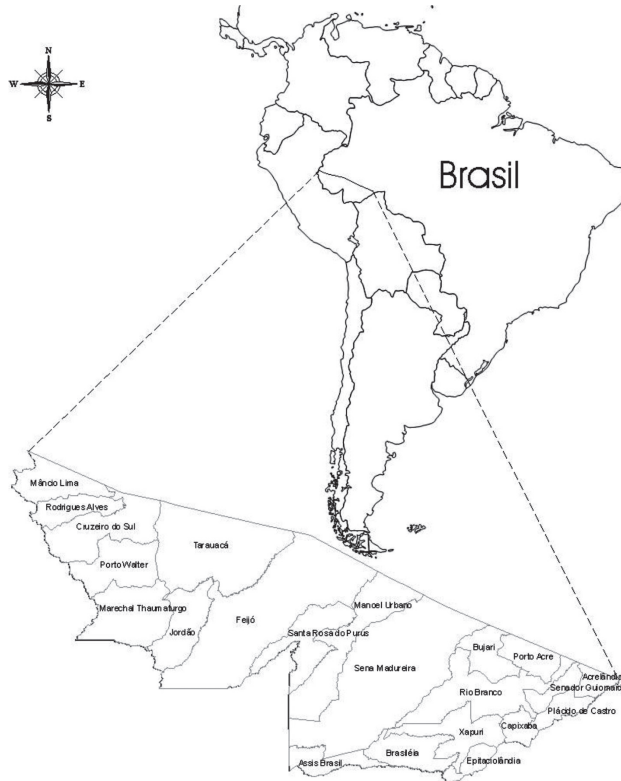 N
W E
S
Brasil
Mâncio Lima
Rodrigues Alves
Cruzeiro do Sul
Tarauacá
Porto Walter
Marechal Thaumaturgo
Jordão
Feijó
Manoel Urbano
Santa Rosa do Purus
Sena Madureira
Bujari
Porto Acre
Acrelândia
Senador Guiomard
Rio Branco
Plácido de Castro
Xapuri
Capixaba
Brasiléia
Assis Brasil
Epitaciolândia